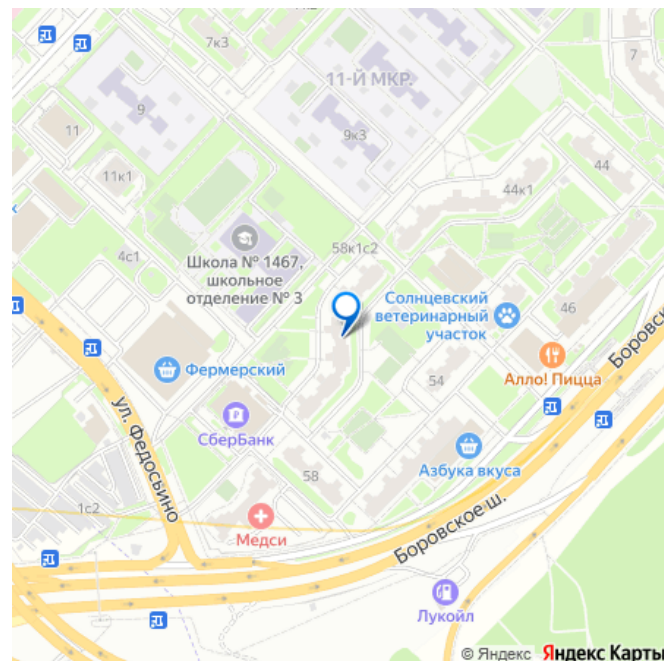 7к3
11-Й МКР.
7
9
9к3
11
11к1
44
44к1
58к1с2
4с1
Школа № 1467,
школьное
отделение № 3
Солнцевский
ветеринарный
участок
46
Фермерский
54
Алло! Пицца
Боровское
ул. Федосьино
СберБанк
58
Азбука вкуса
1с2
Медси
Боровское ш.
Лукойл
© Яндекс Яндекс Карты